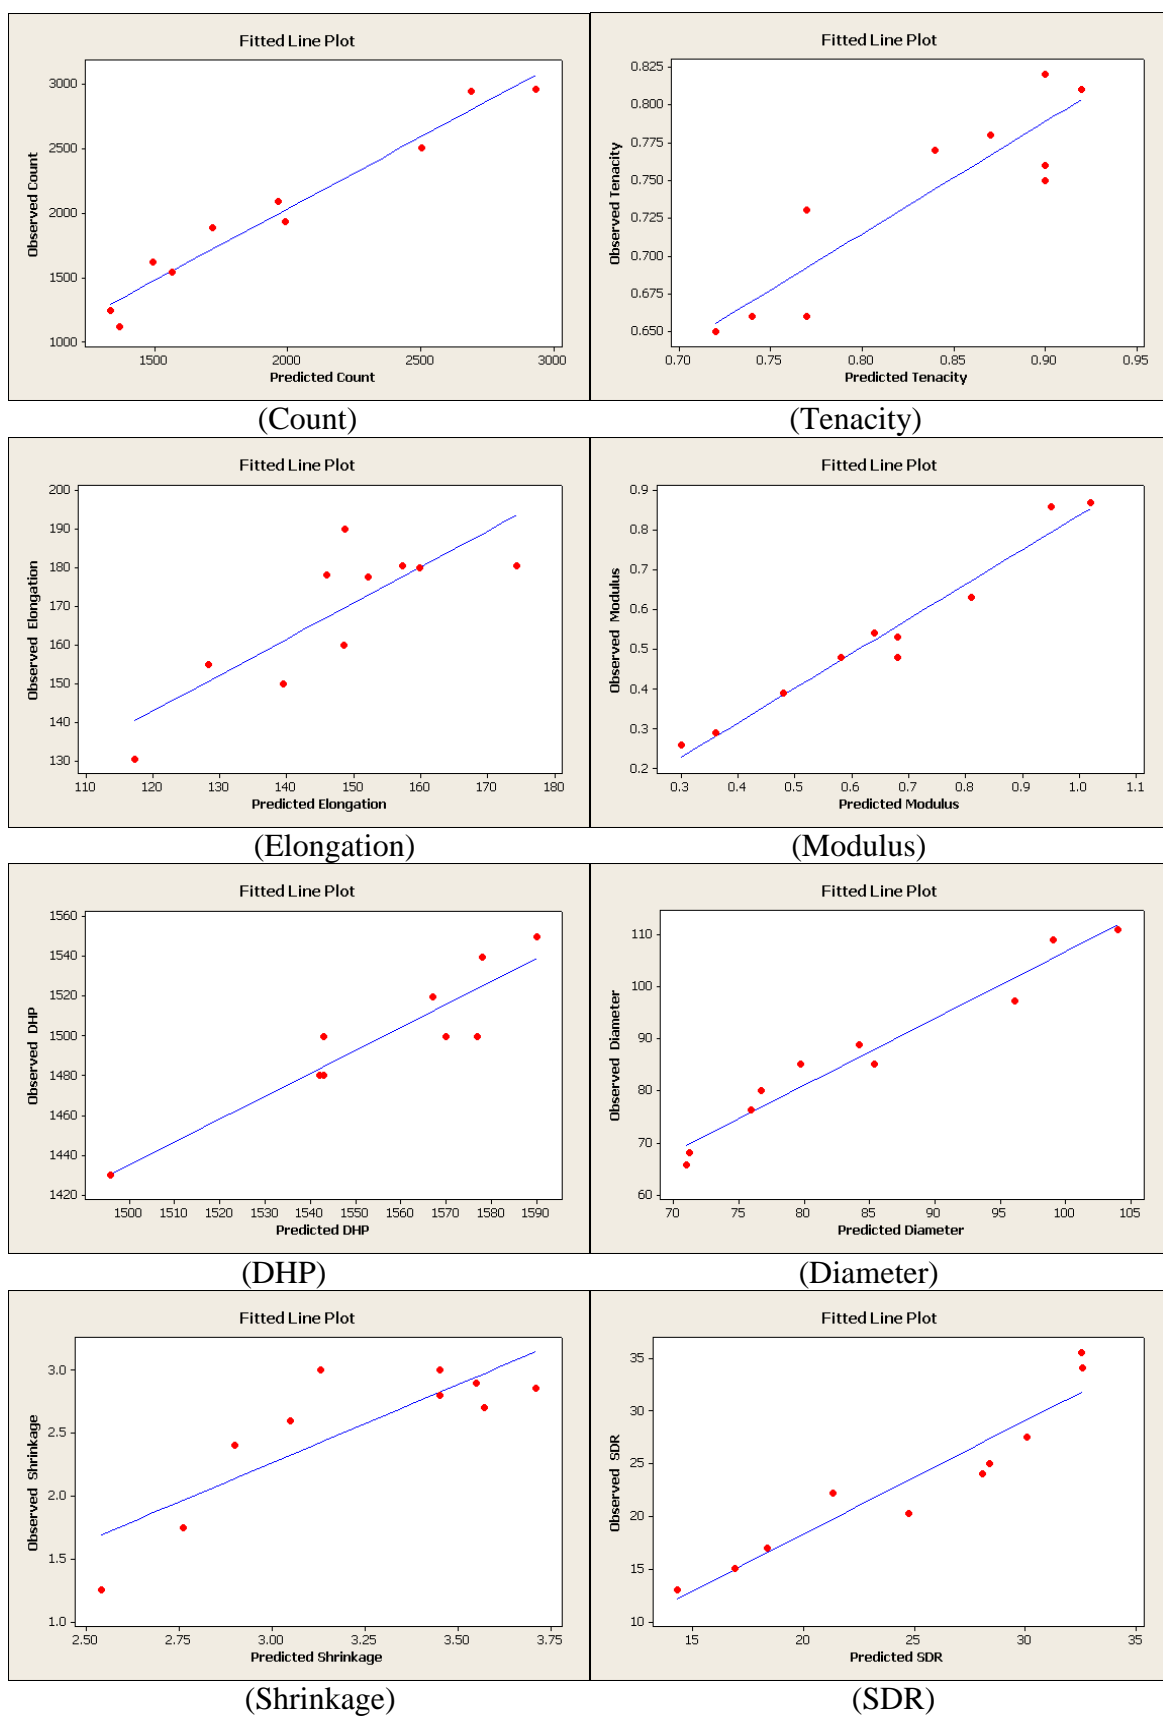 Fitted Line Plot
3000
2500
2000
1500
1000
Observed Count
1500 2000 2500 3000
Predicted Count
(Count)
Fitted Line Plot
0.825
0.800
0.775
0.750
0.725
0.700
0.675
0.650
Observed Tenacity
0.70 0.75 0.80 0.85 0.90 0.95
Predicted Tenacity
(Tenacity)
Fitted Line Plot
200
190
180
170
160
150
140
130
Observed Elongation
110 120 130 140 150 160 170 180
Predicted Elongation
(Elongation)
Fitted Line Plot
0.9
0.8
0.7
0.6
0.5
0.4
0.3
0.2
Observed Modulus
0.3 0.4 0.5 0.6 0.7 0.8 0.9 1.0 1.1
Predicted Modulus
(Modulus)
Fitted Line Plot
1560
1540
1520
1500
1480
1460
1440
1420
Observed DHP
1500 1510 1520 1530 1540 1550 1560 1570 1580 1590
Predicted DHP
(DHP)
Fitted Line Plot
110
100
90
80
70
60
Observed Diameter
70 75 80 85 90 95 100 105
Predicted Diameter
(Diameter)
Fitted Line Plot
3.0
2.5
2.0
1.5
1.0
Observed Shrinkage
2.50 2.75 3.00 3.25 3.50 3.75
Predicted Shrinkage
(Shrinkage)
Fitted Line Plot
35
30
25
20
15
10
Observed SDR
15 20 25 30 35
Predicted SDR
(SDR)